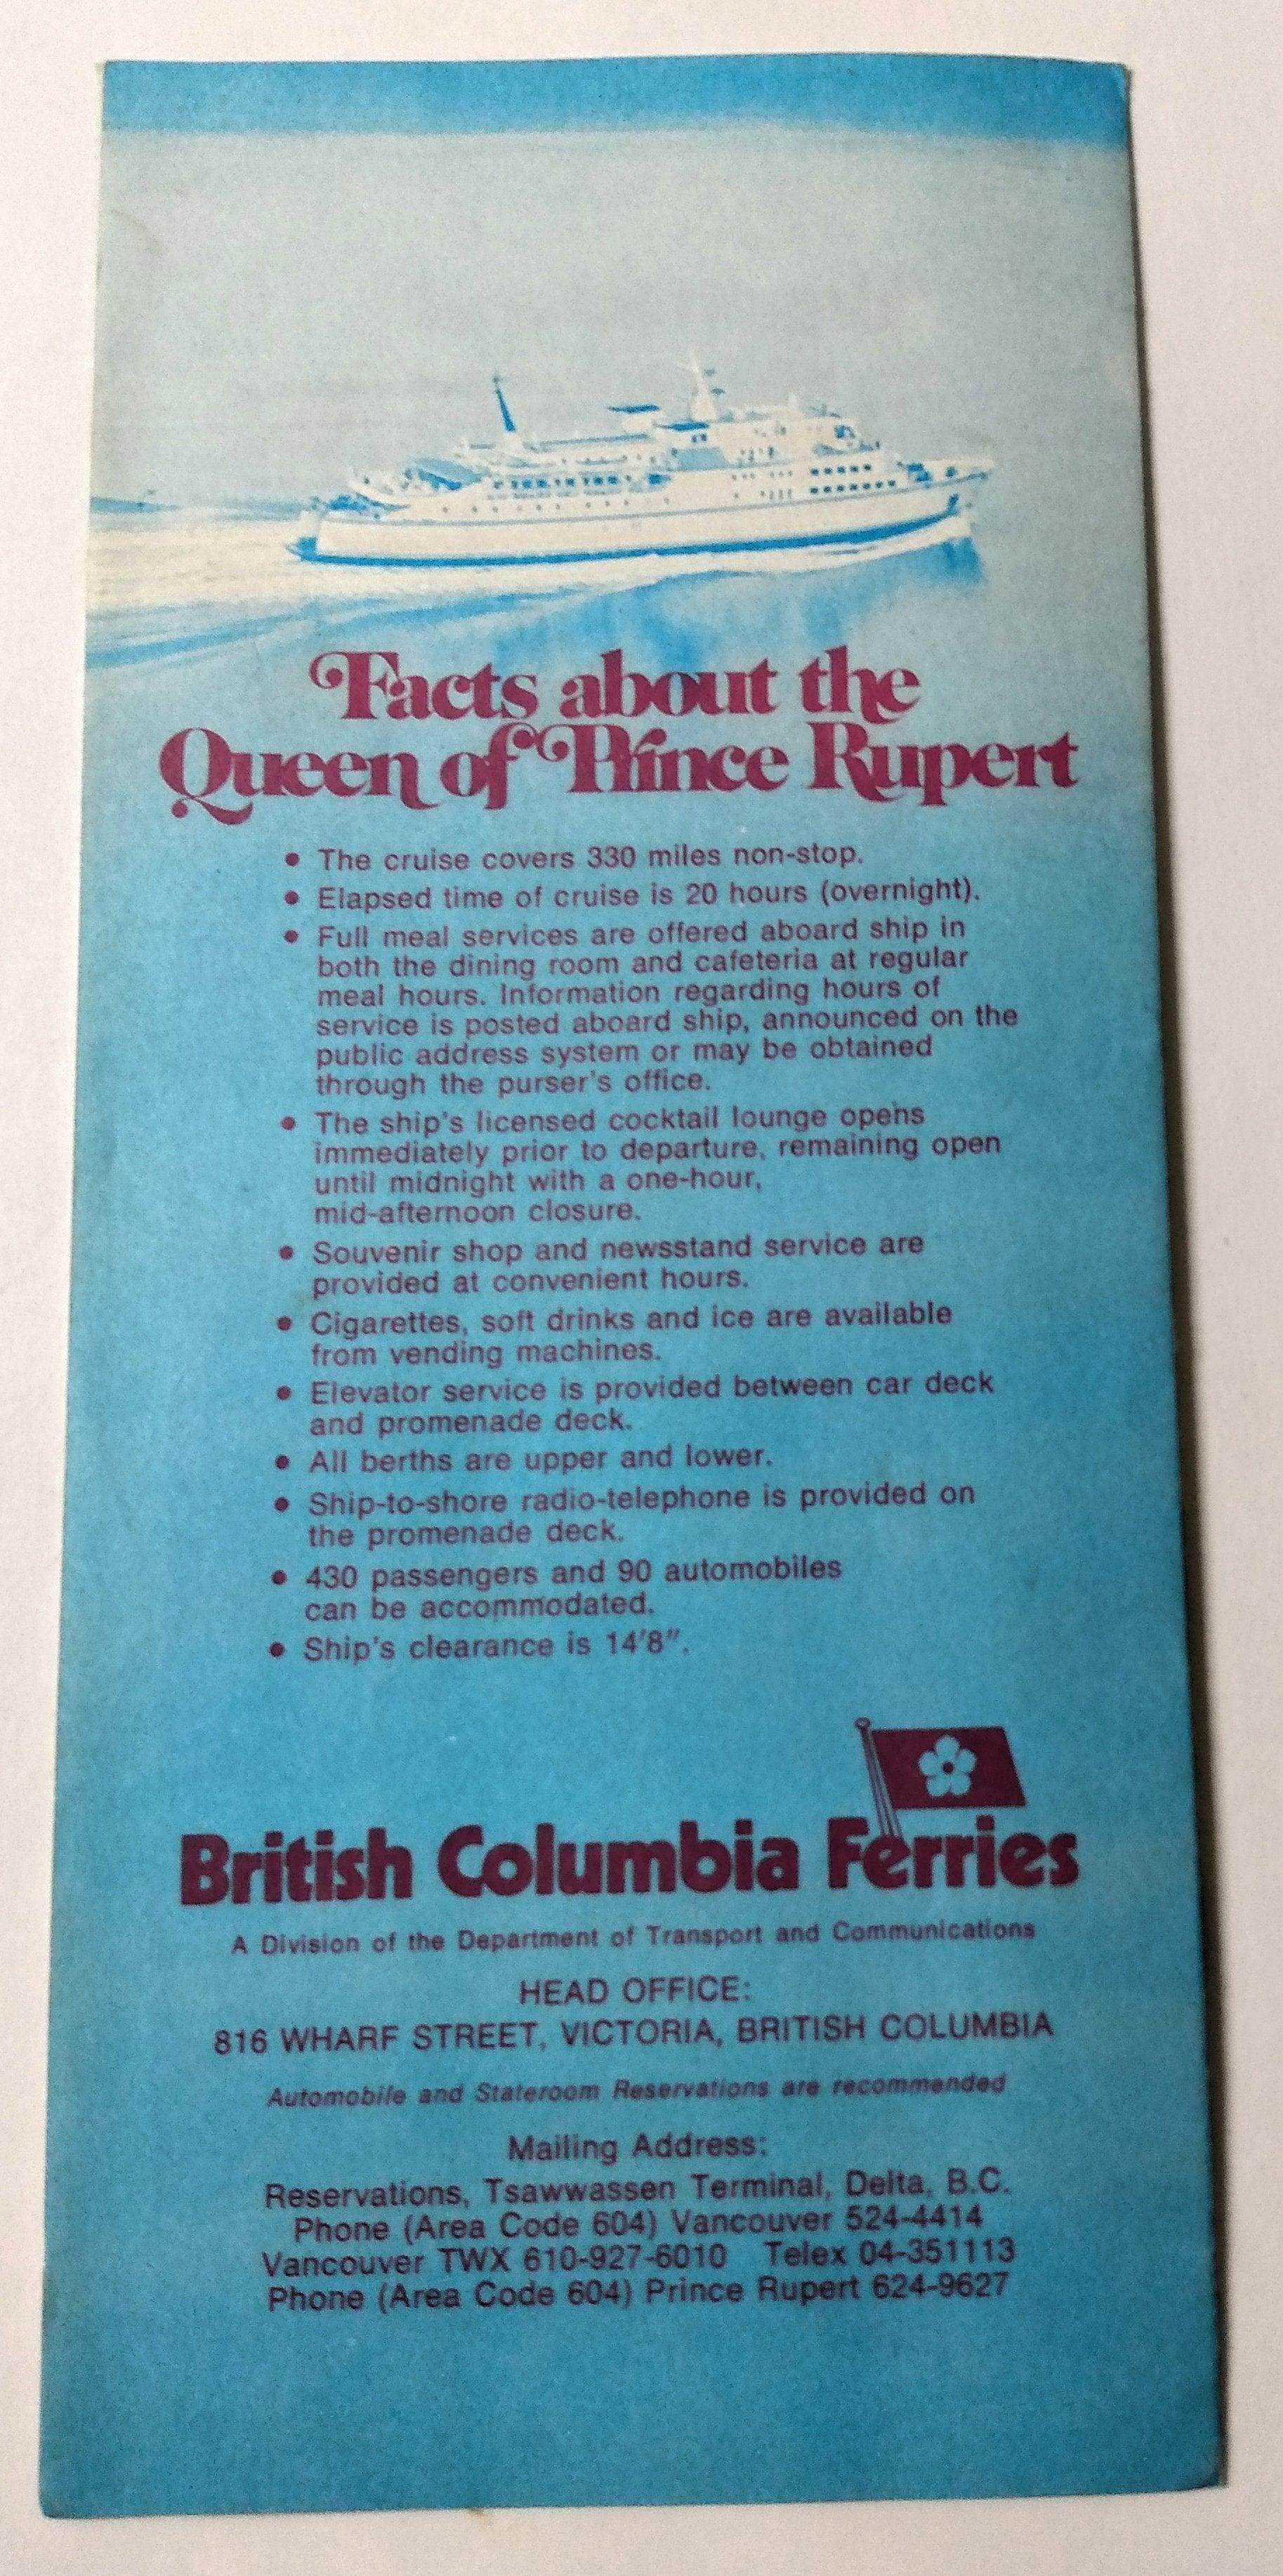 Facts about the
Queen of Prince Rupert
• The cruise covers 330 miles non-stop.
• Elapsed time of cruise is 20 hours (overnight).
• Full meal services are offered aboard ship in
both the dining room and cafeteria at regular
meal hours. Information regarding hours of
service is posted aboard ship, announced on the
public address system or may be obtained
through the purser's office.
• The ship's licensed cocktail lounge opens
immediately prior to departure, remaining open
until midnight with a one-hour,
mid-afternoon closure.
• Souvenir shop and newsstand service are
provided at convenient hours.
• Cigarettes, soft drinks and ice are available
from vending machines.
• Elevator service is provided between car deck
and promenade deck.
• All berths are upper and lower.
• Ship-to-shore radio-telephone is provided on
the promenade deck.
• 430 passengers and 90 automobiles
can be accommodated.
• Ship's clearance is 14'8".
British Columbia Ferries
A Division of the Department of Transport and Communications
HEAD OFFICE:
816 WHARF STREET, VICTORIA, BRITISH COLUMBIA
Automobile and Stateroom Reservations are recommended
Mailing Address:
Reservations, Tsawwassen Terminal, Delta, B.C.
Phone (Area Code 604) Vancouver 524-4414
Vancouver TWX 610-927-6010 Telex 04-351113
Phone (Area Code 604) Prince Rupert 624-9627